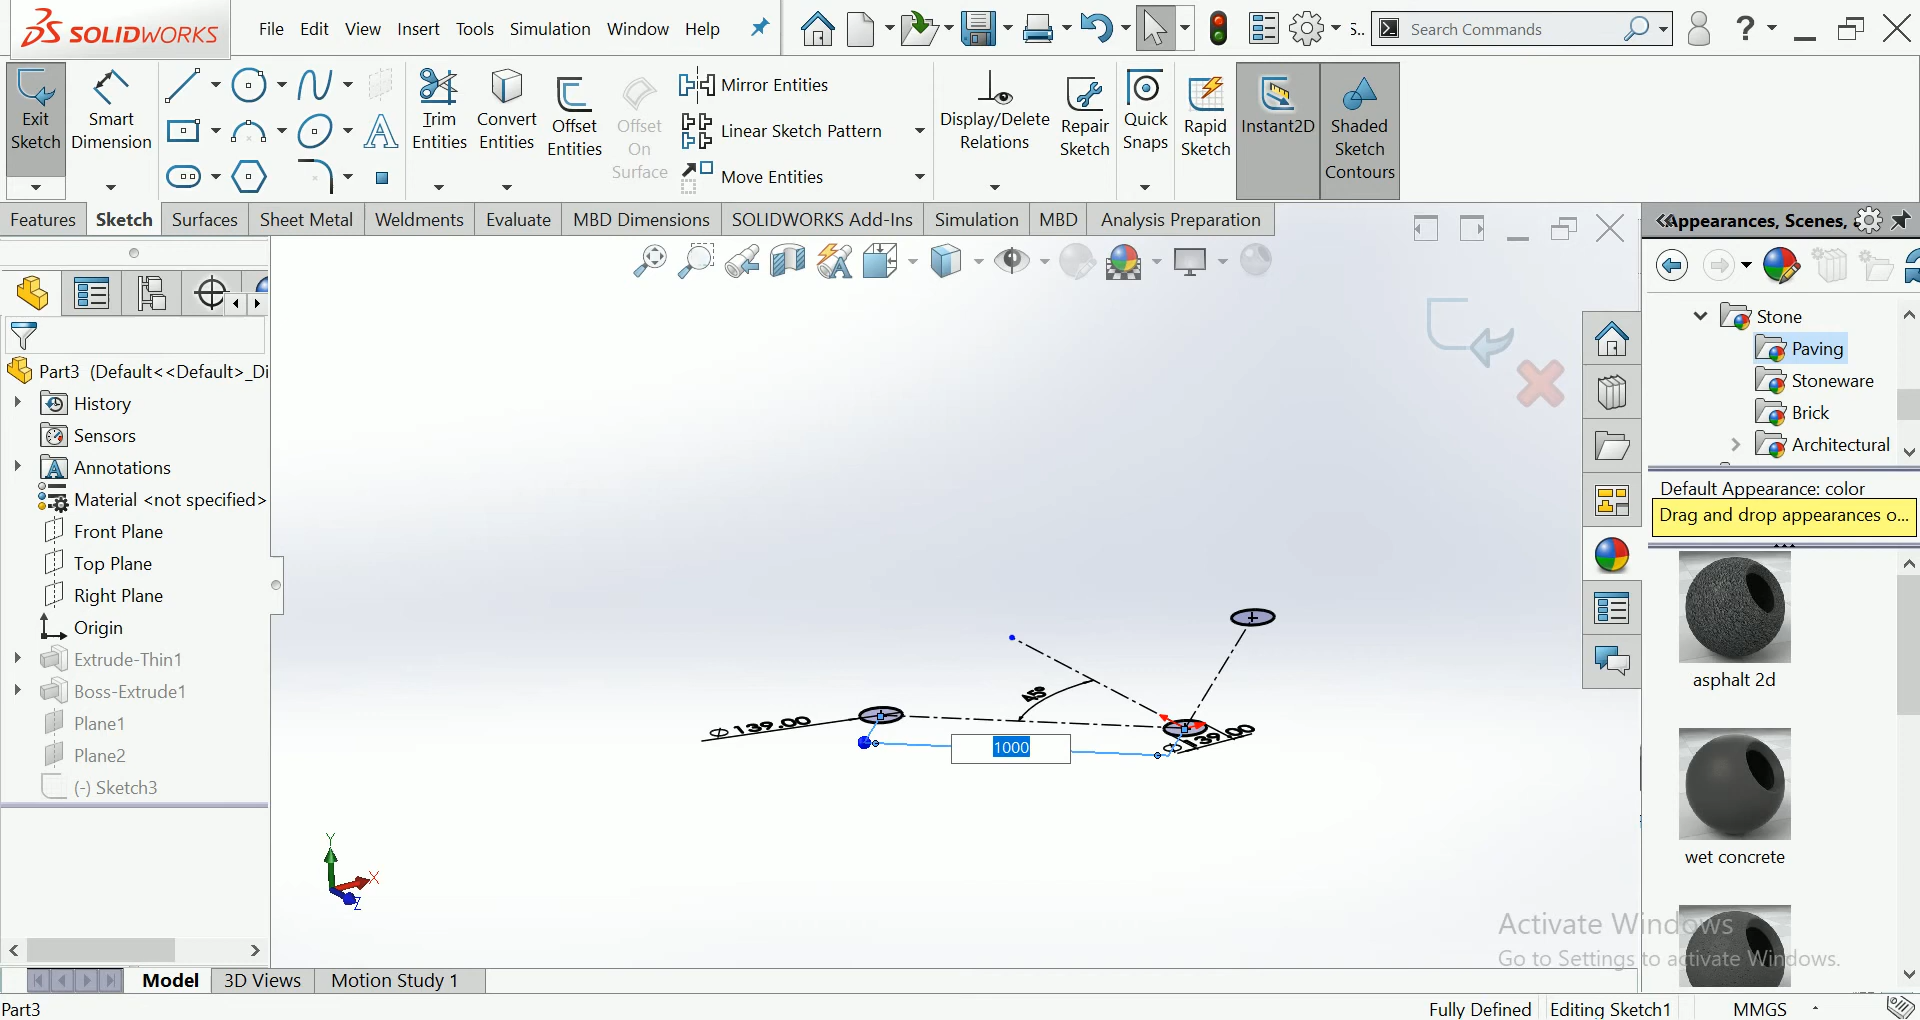 SOLIDWORKS
File Edit View Insert Tools Simulation Window Help
S..
Search Commands
Exit Sketch
Smart Dimension
Trim Entities
Convert Entities
Offset Entities
Offset On Surface
Mirror Entities
Linear Sketch Pattern
Move Entities
Display/Delete Relations
Repair Sketch
Quick Snaps
Rapid Sketch
Instant2D
Shaded Sketch Contours
Features Sketch Surfaces Sheet Metal Weldments Evaluate MBD Dimensions SOLIDWORKS Add-Ins Simulation MBD Analysis Preparation
Appearances, Scenes,
Part3 (Default<<Default>_Di
History
Sensors
Annotations
Material <not specified>
Front Plane
Top Plane
Right Plane
Origin
Extrude-Thin1
Boss-Extrude1
Plane1
Plane2
(-) Sketch3
45°
⌀139.00
⌀139.00
1000
Y
X
Z
Stone
Paving
Stoneware
Brick
Architectural
Default Appearance: color
Drag and drop appearances o...
asphalt 2d
wet concrete
Activate Windows
Go to Settings to activate Windows.
Model 3D Views Motion Study 1
Part3
Fully Defined Editing Sketch1 MMGS